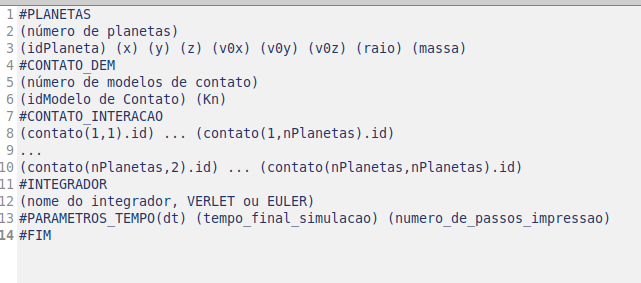 1 #PLANETAS
2 (número de planetas)
3 (idPlaneta) (x) (y) (z) (v0x) (v0y) (v0z) (raio) (massa)
4 #CONTATO_DEM
5 (número de modelos de contato)
6 (idModelo de Contato) (Kn)
7 #CONTATO_INTERACAO
8 (contato(1,1).id) ... (contato(1,nPlanetas).id)
9 ...
10 (contato(nPlanetas,2).id) ... (contato(nPlanetas,nPlanetas).id)
11 #INTEGRADOR
12 (nome do integrador, VERLET ou EULER)
13 #PARAMETROS_TEMPO(dt) (tempo_final_simulacao) (numero_de_passos_impressao)
14 #FIM